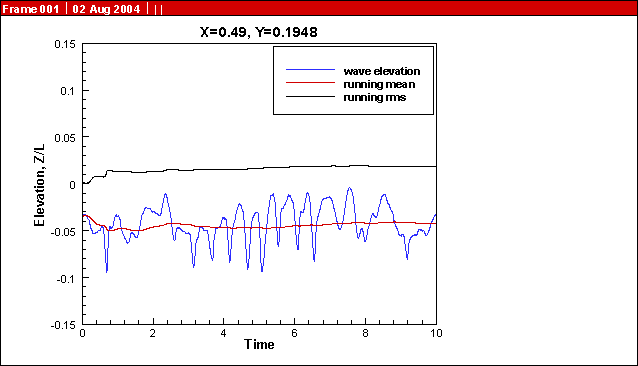 Frame 001 | 02 Aug 2004 | | |
X=0.49, Y=0.1948
wave elevation
running mean
running rms
Elevation, Z/L
0.15
0.1
0.05
0
-0.05
-0.1
-0.15
0 2 4 6 8 10
Time